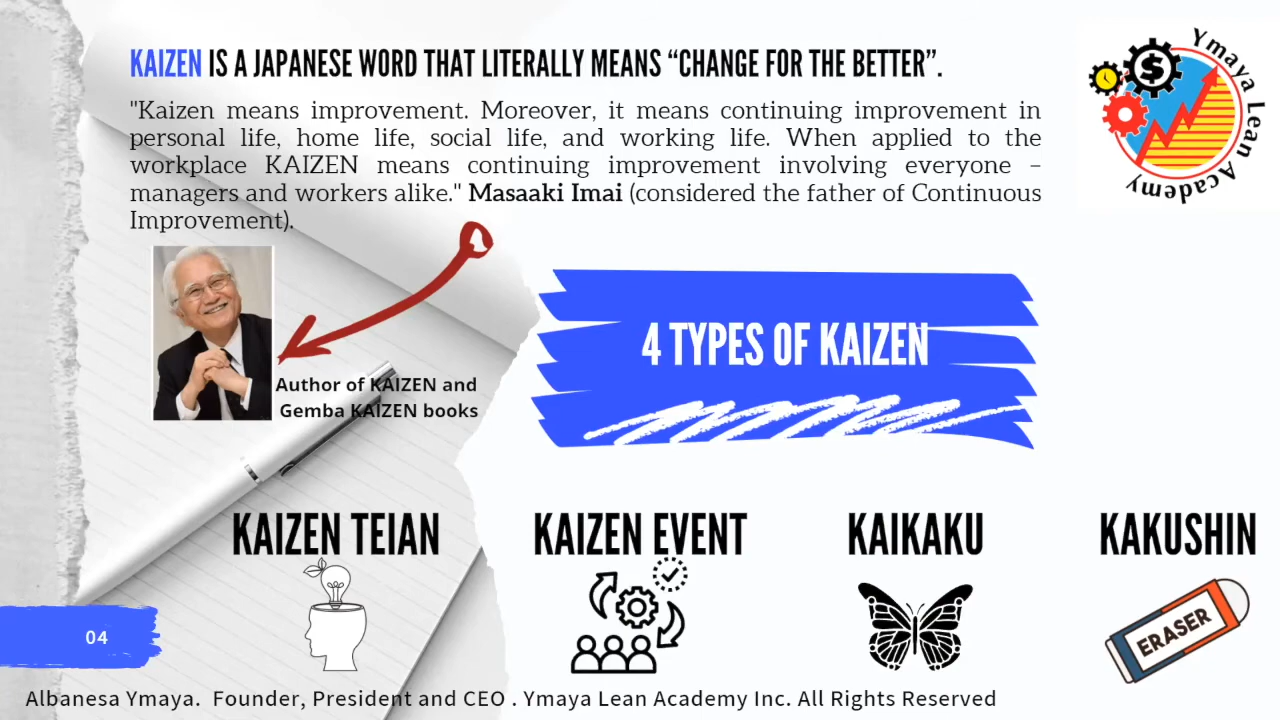 KAIZEN IS A JAPANESE WORD THAT LITERALLY MEANS “CHANGE FOR THE BETTER”.
"Kaizen means improvement. Moreover, it means continuing improvement in
personal life, home life, social life, and working life. When applied to the
workplace KAIZEN means continuing improvement involving everyone –
managers and workers alike." Masaaki Imai (considered the father of Continuous
Improvement).
Ymaya Lean Academy
$
Author of KAIZEN and
Gemba KAIZEN books
4 TYPES OF KAIZEN
KAIZEN TEIAN
KAIZEN EVENT
KAIKAKU
KAKUSHIN
ERASER
04
Albanesa Ymaya. Founder, President and CEO . Ymaya Lean Academy Inc. All Rights Reserved